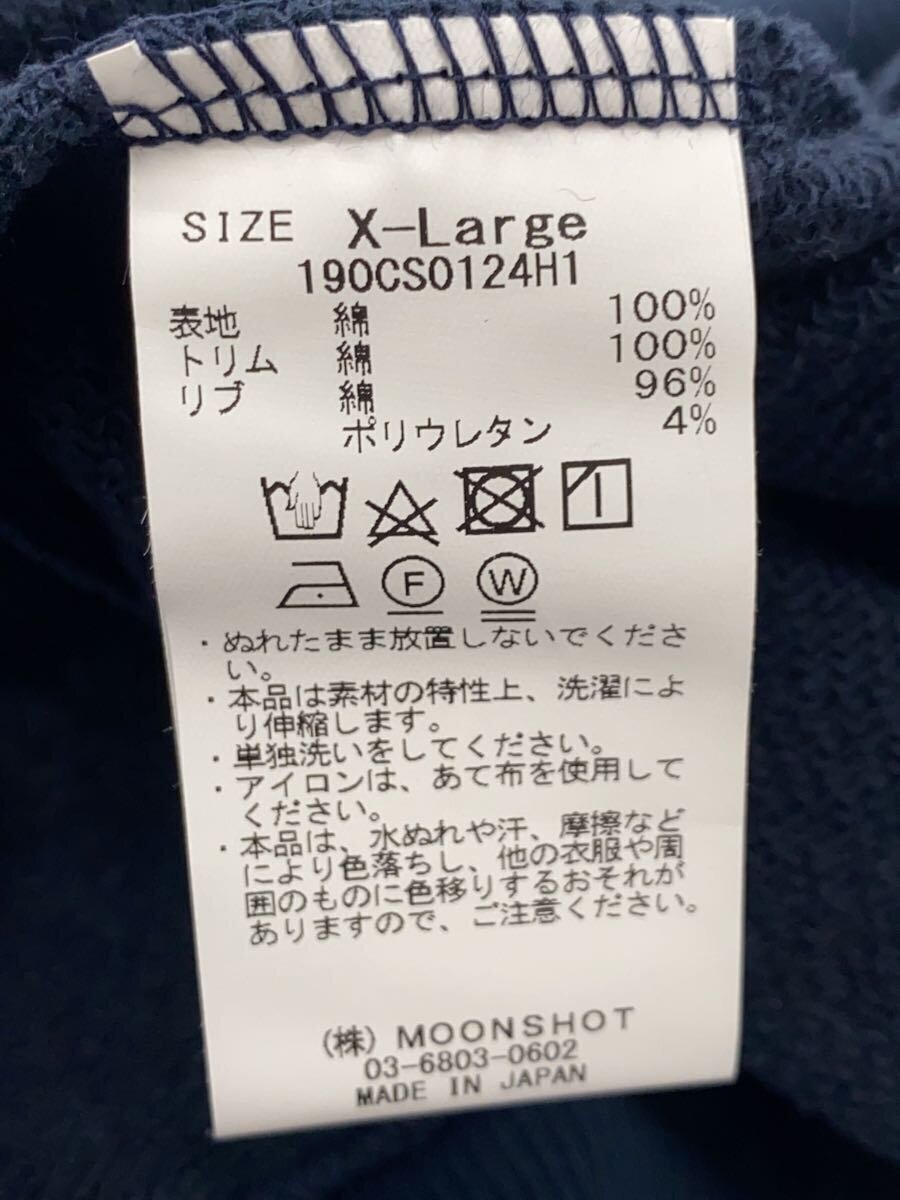 SIZE X-Large
190CS0124H1
表地 綿 100%
トリム 綿 100%
リブ 綿 96%
ポリウレタン 4%
F W
・ぬれたまま放置しないでくださ
い。
・本品は素材の特性上、洗濯によ
り伸縮します。
・単独洗いをしてください。
・アイロンは、あて布を使用して
ください。
・本品は、水ぬれや汗、摩擦など
により色落ちし、他の衣服や周
囲のものに色移りするおそれが
ありますので、ご注意ください。
(株) MOONSHOT
03-6803-0602
MADE IN JAPAN